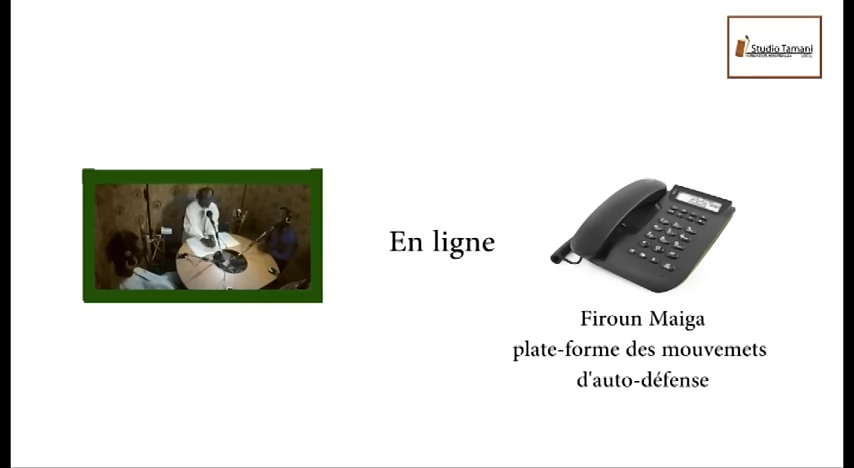 Studio Tamani
En ligne
Firoun Maiga
plate-forme des mouvemets
d'auto-défense